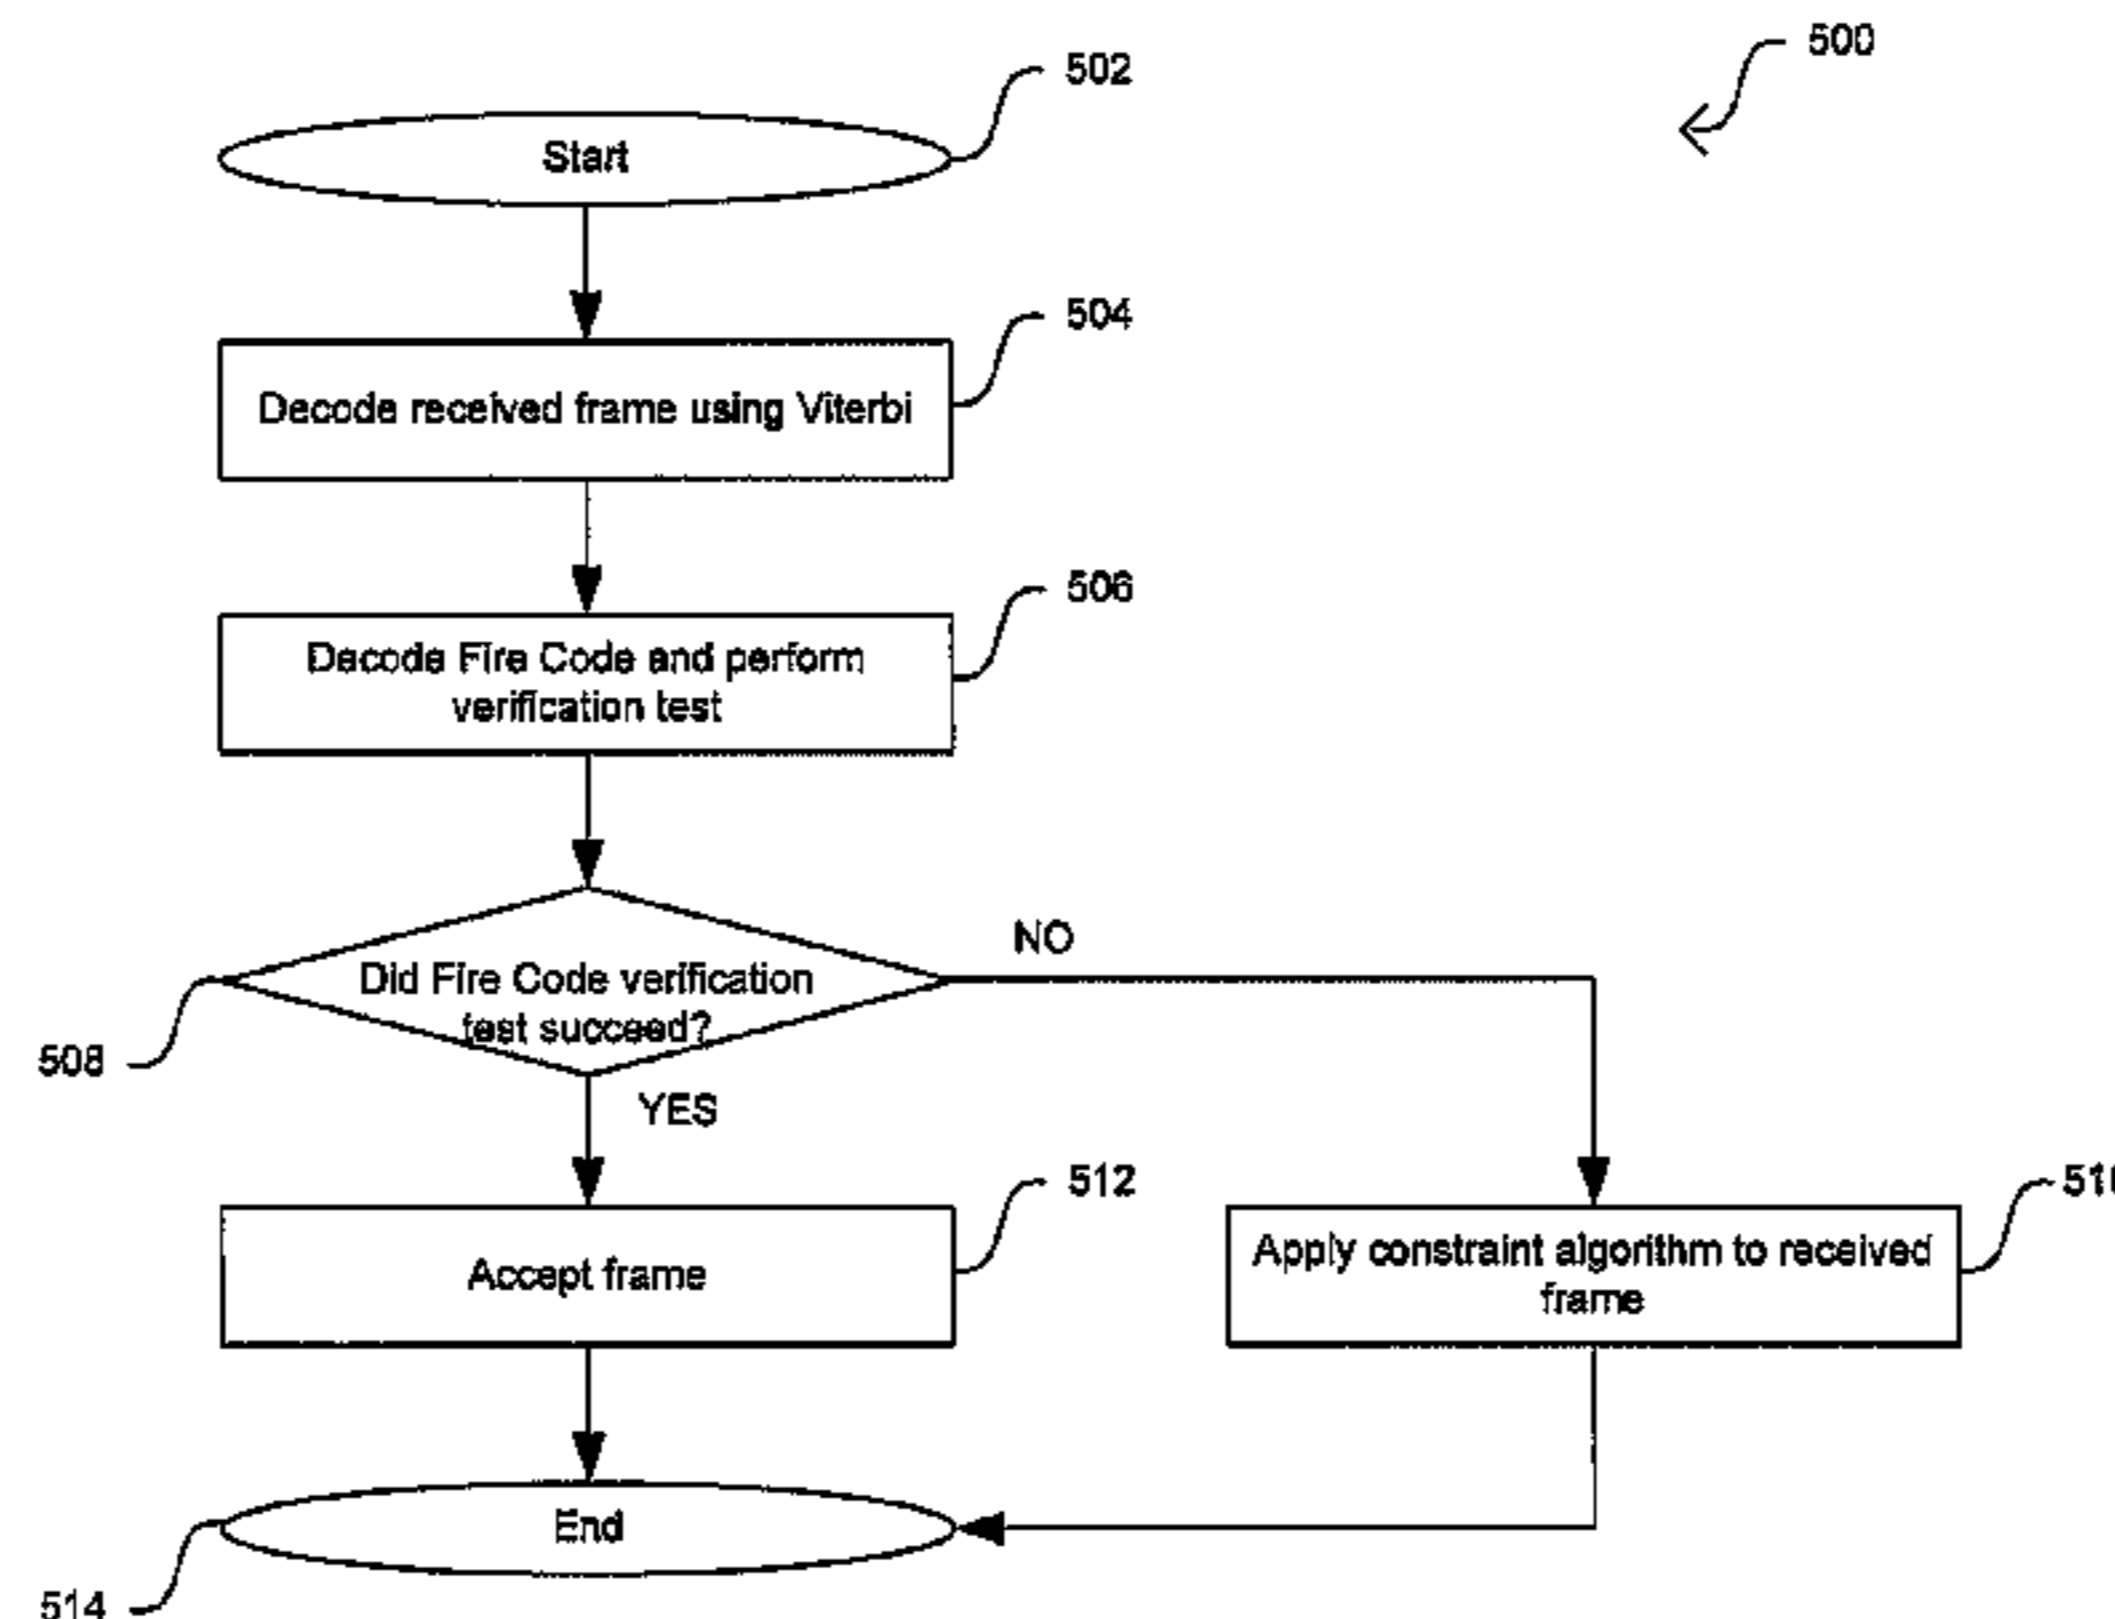 500
502
Start
504
Decode received frame using Viterbi
506
Decode Fire Code and perform
verification test
NO
Did Fire Code verification
test succeed?
508
YES
512
Accept frame
Apply constraint algorithm to received
frame
End
514